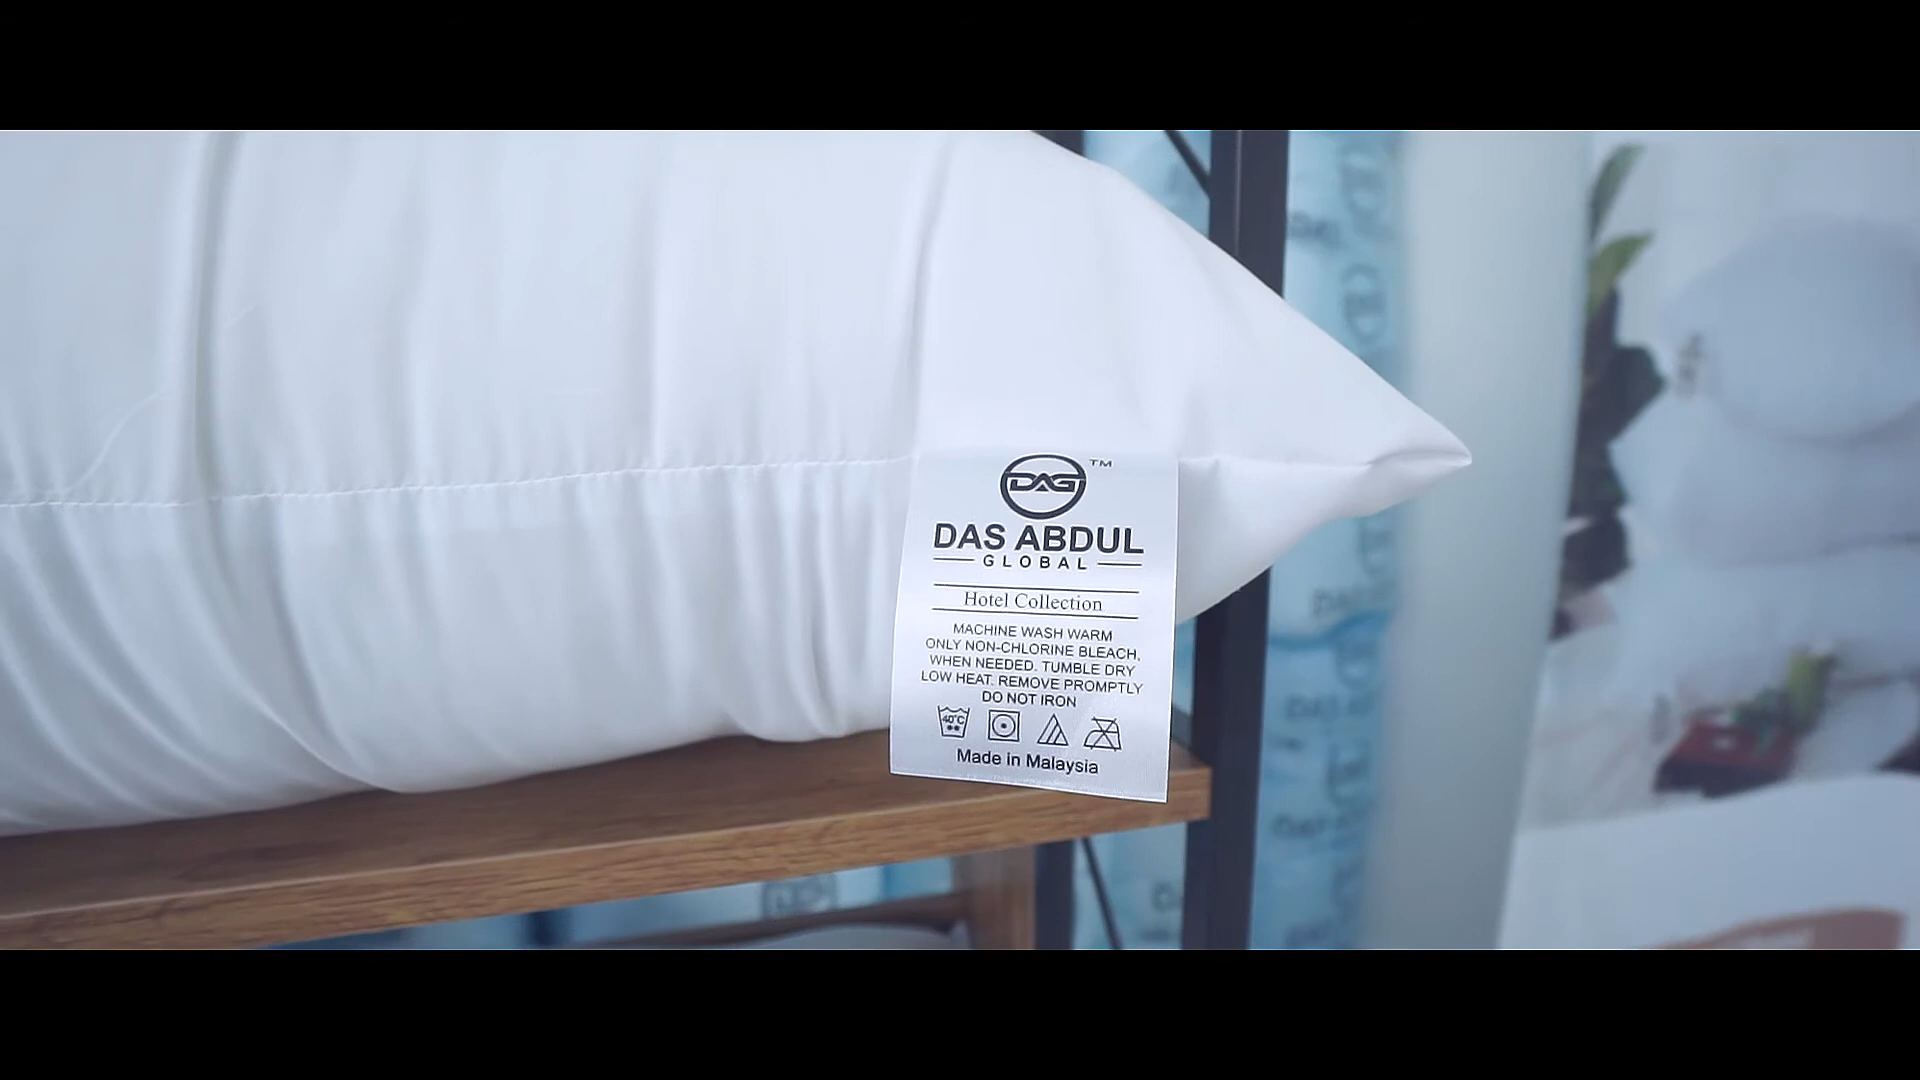 DAG ™
DAS ABDUL
GLOBAL
Hotel Collection
MACHINE WASH WARM
ONLY NON-CHLORINE BLEACH,
WHEN NEEDED. TUMBLE DRY
LOW HEAT. REMOVE PROMPTLY
DO NOT IRON
40°C
Made in Malaysia